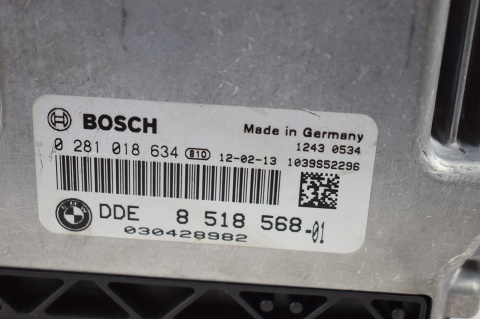 BOSCH Made in Germany
0 281 018 634 810 12-02-13 1243 0534
1039S52296
BMW DDE 8 518 568-01
030428982